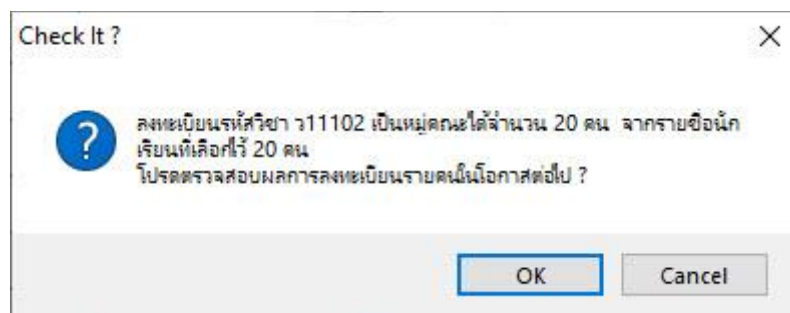 Check It ?
ลงทะเบียนรหัสวิชา ว11102 เป็นหมู่คณะได้จำนวน 20 คน จากรายชื่อนัก
เรียนที่เลือกไว้ 20 คน
โปรดตรวจสอบผลการลงทะเบียนรายคนในโอกาสต่อไป ?
OK
Cancel